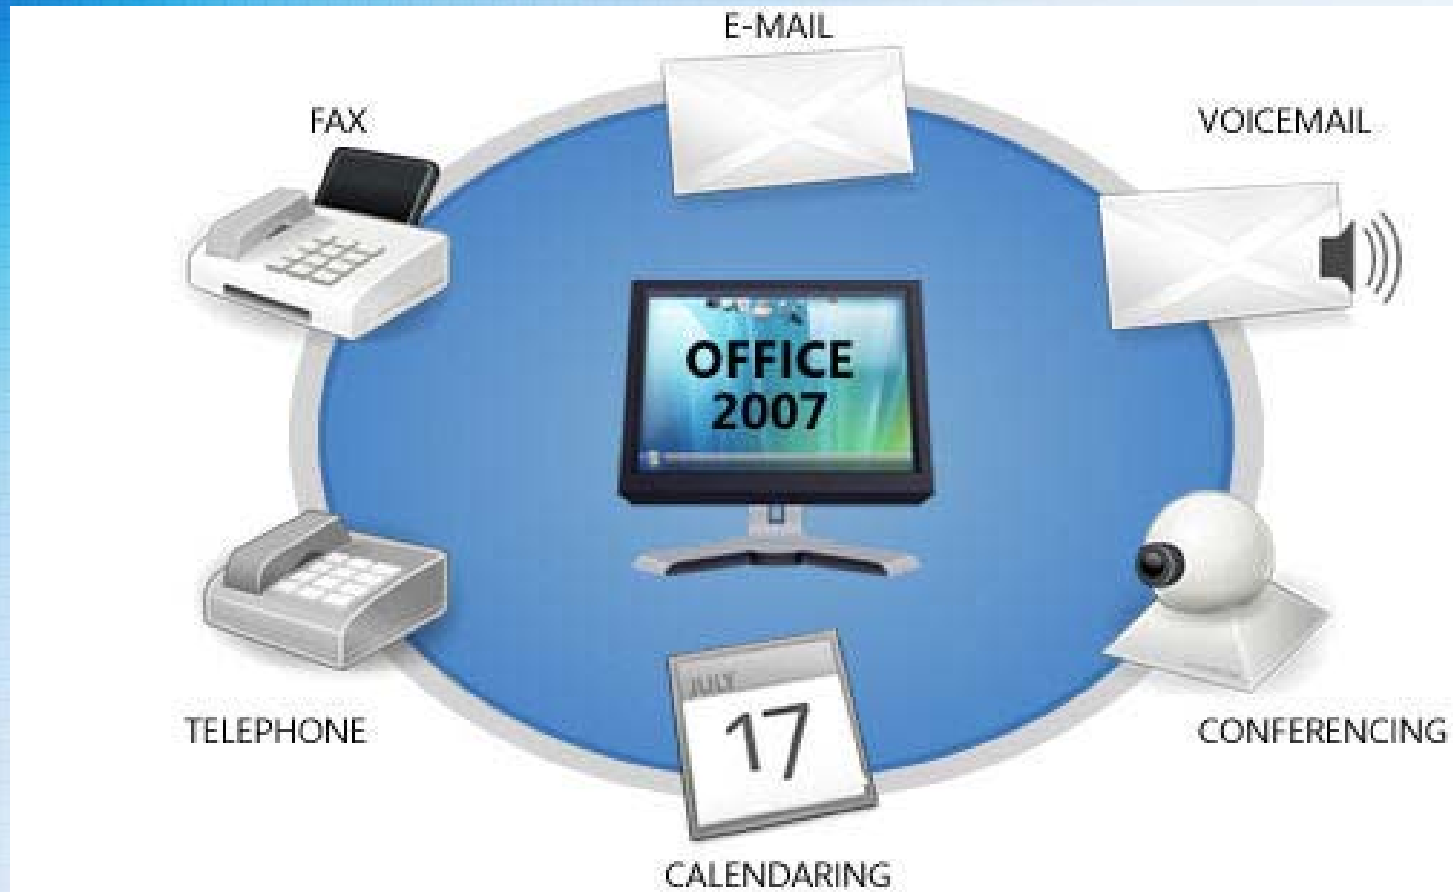 E-MAIL
FAX
VOICEMAIL
OFFICE
2007
JULY
17
TELEPHONE
CONFERENCING
CALENDARING